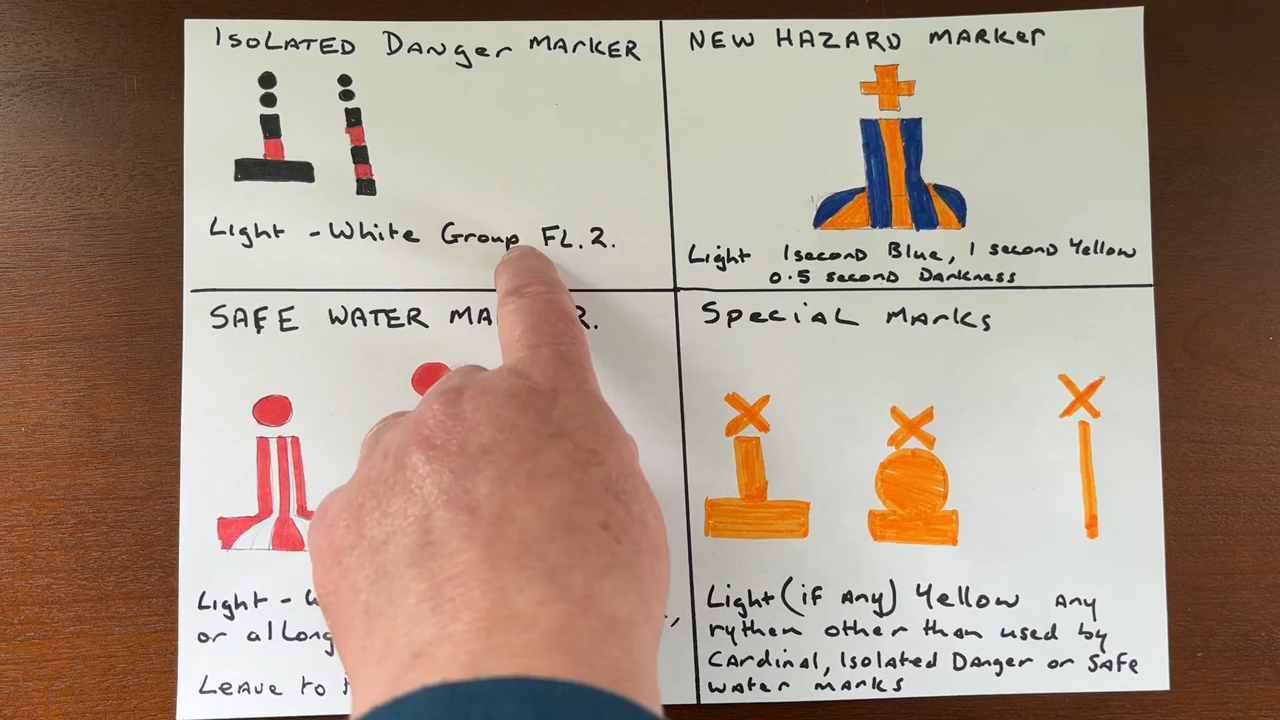 ISOLATED Danger MARKER
Light - White Group FL.2.
NEW HAZARD MARKER
Light 1second Blue, 1 second Yellow
0.5 second Darkness
SAFE WATER
Light -
or a Long
Leave to
Special Marks
Light (if Any) Yellow Any
rythem other than used by
Cardinal, Isolated Danger or Safe
water marks